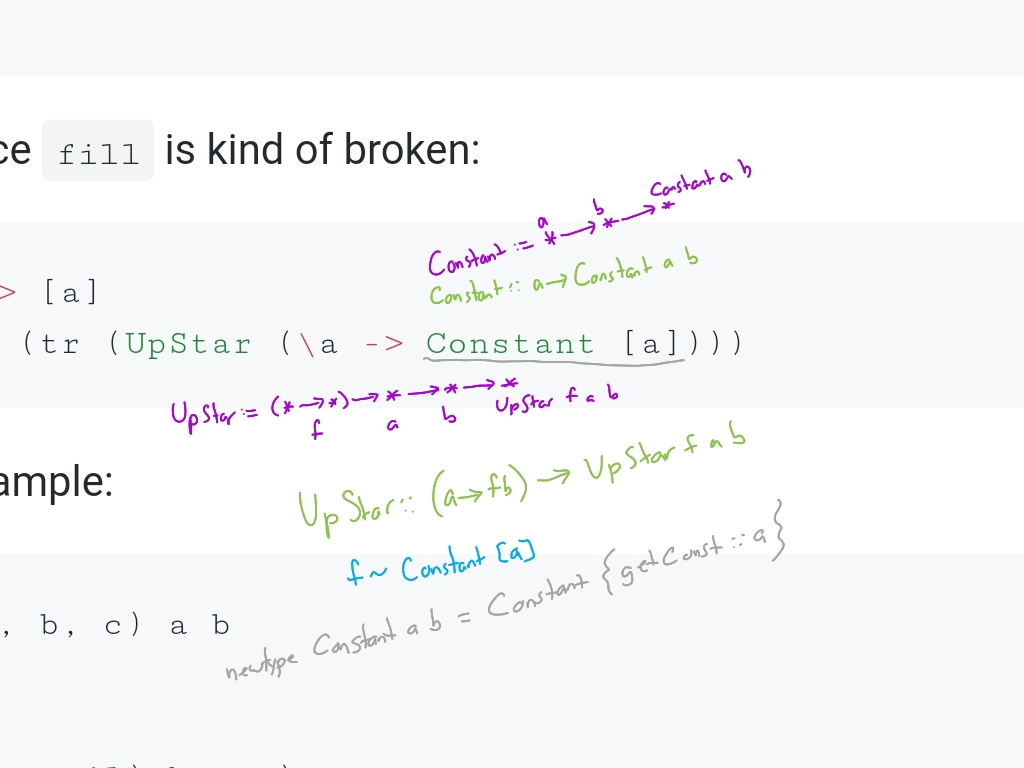 ce fill is kind of broken:
Constant := * → * → *
a b Constant a b
Constant :: a → Constant a b
> [a]
(tr (UpStar (\a -> Constant [a])))
UpStar := (* → *) → * → * → *
f a b UpStar f a b
ample:
UpStar :: (a → f b) → UpStar f a b
f ~ Constant [a]
newtype Constant a b = Constant { getConst :: a }
, b, c) a b